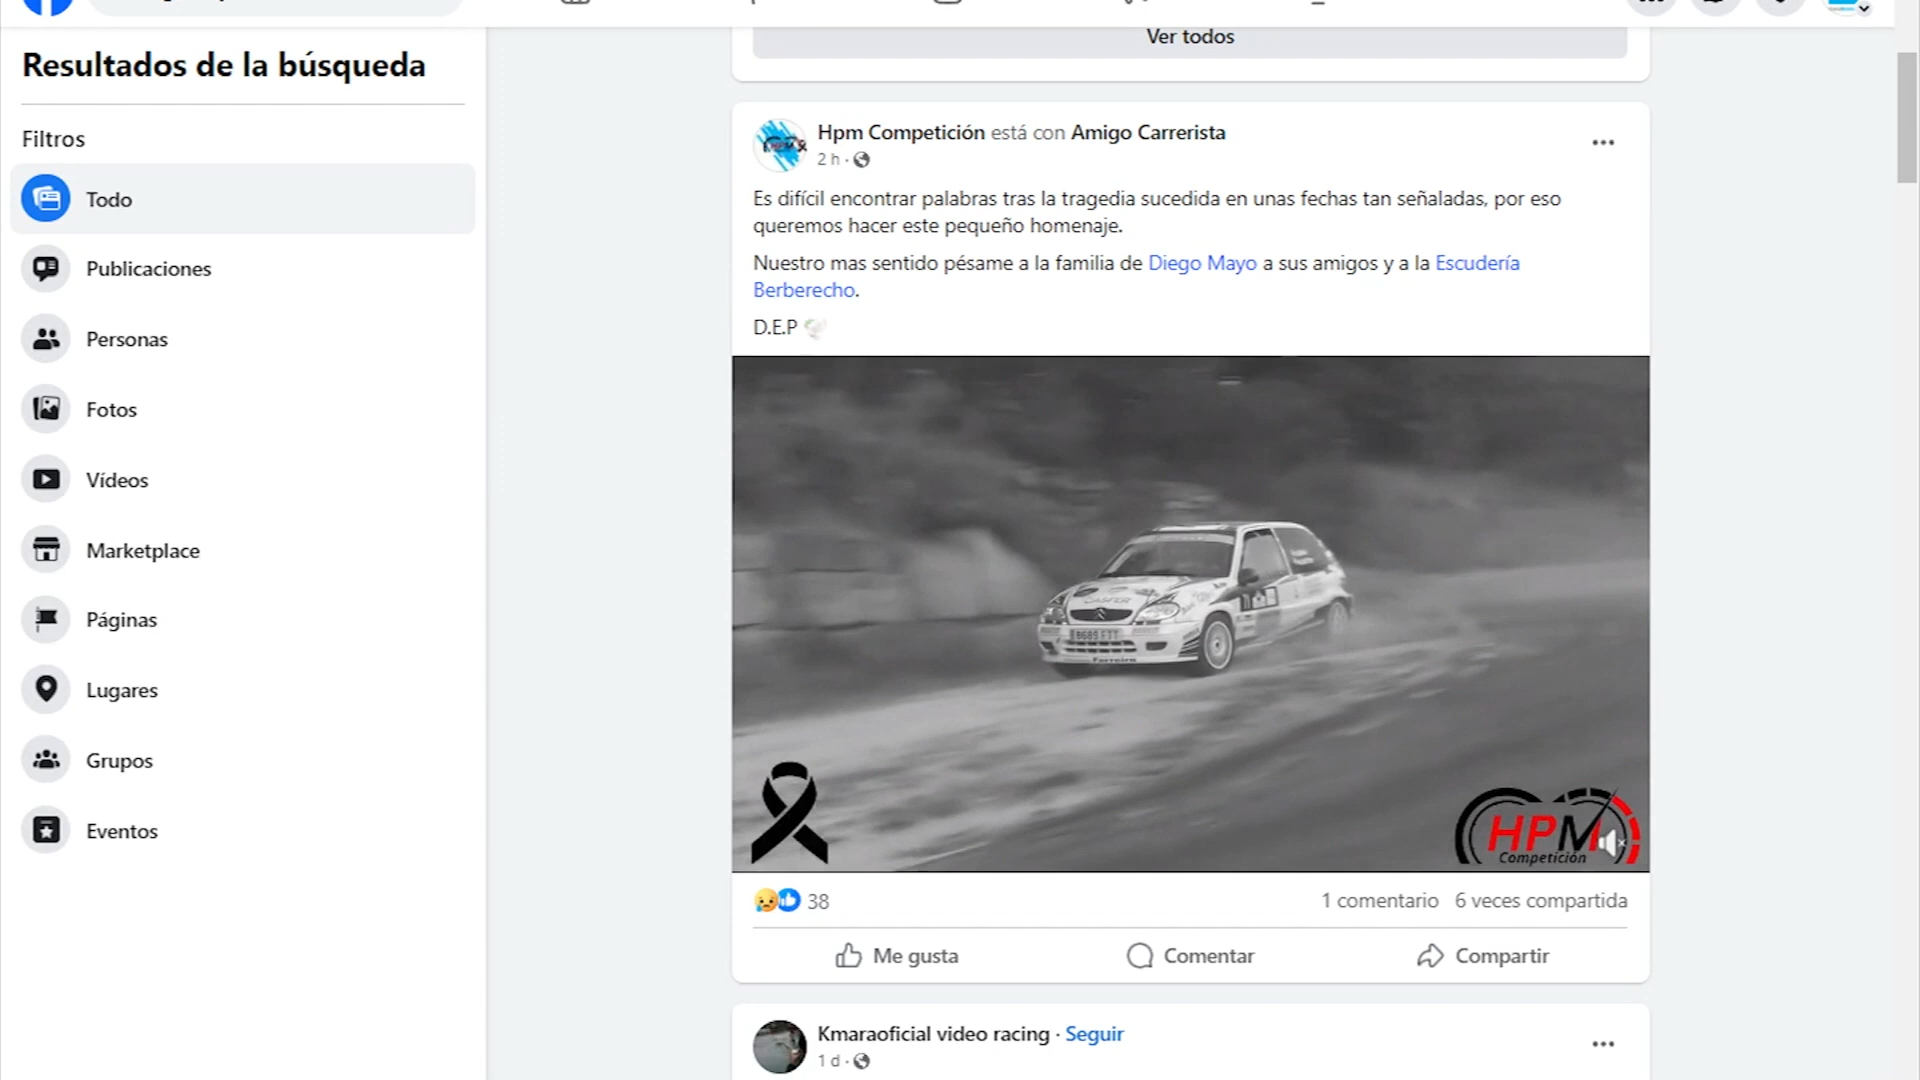 Ver todos
Resultados de la búsqueda
Filtros
Todo
Publicaciones
Personas
Fotos
Vídeos
Marketplace
Páginas
Lugares
Grupos
Eventos
Hpm Competición está con Amigo Carrerista
2 h ·
Es difícil encontrar palabras tras la tragedia sucedida en unas fechas tan señaladas, por eso
queremos hacer este pequeño homenaje.
Nuestro mas sentido pésame a la familia de Diego Mayo a sus amigos y a la Escudería
Berberecho.
D.E.P
Ferreiro
HPM
Competición
38
1 comentario 6 veces compartida
Me gusta
Comentar
Compartir
Kmaraoficial video racing · Seguir
1 d ·